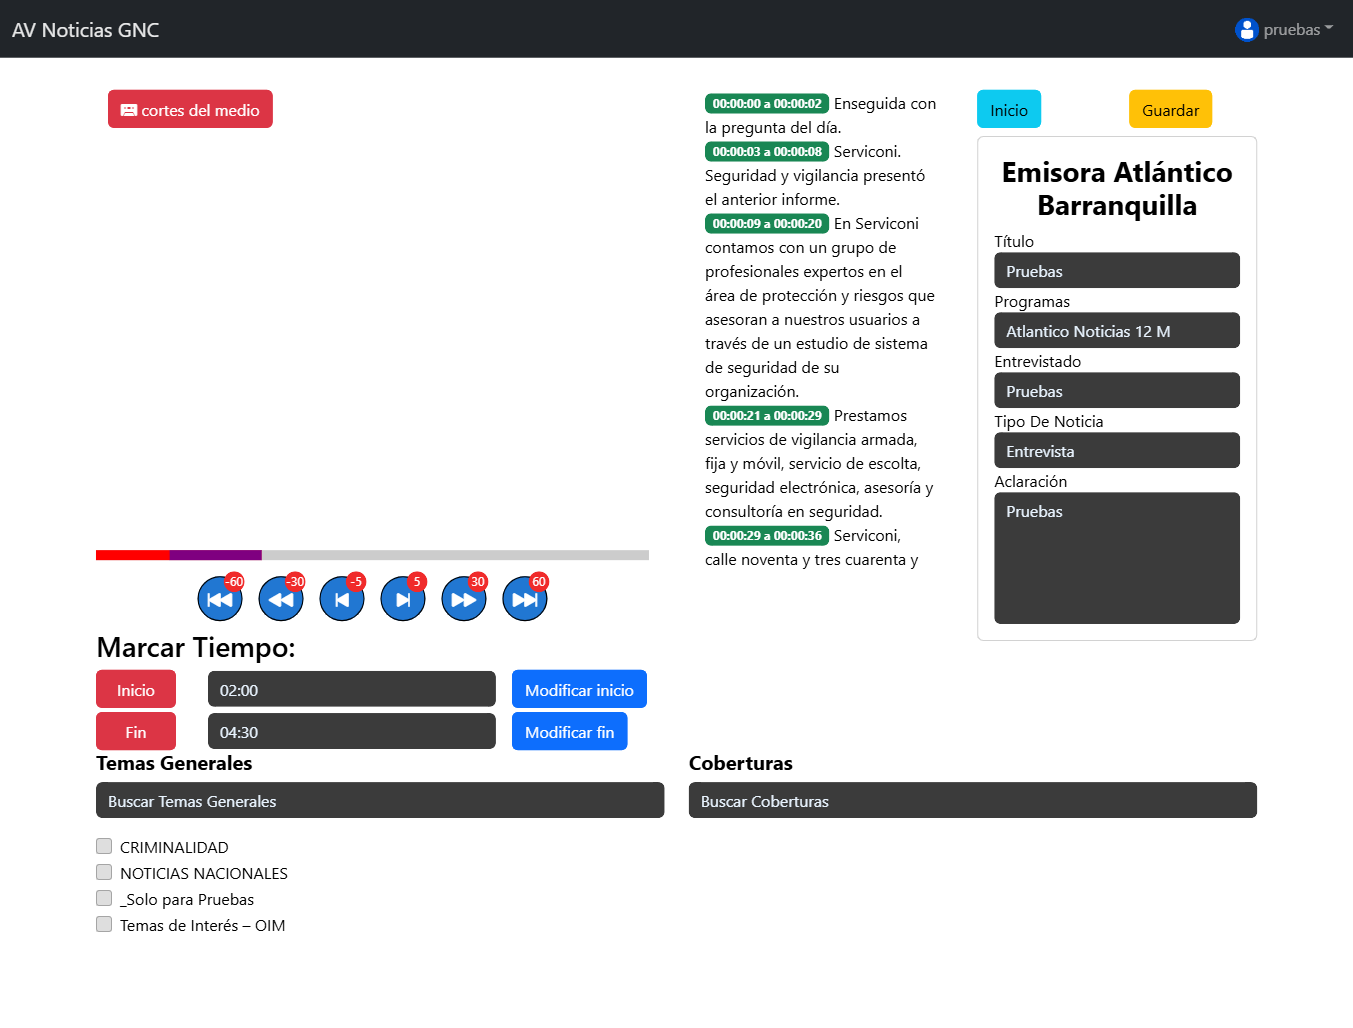 AV Noticias GNC
pruebas
cortes del medio
00:00:00 a 00:00:02 Enseguida con
la pregunta del día.
00:00:03 a 00:00:08 Serviconi.
Seguridad y vigilancia presentó
el anterior informe.
00:00:09 a 00:00:20 En Serviconi
contamos con un grupo de
profesionales expertos en el
área de protección y riesgos que
asesoran a nuestros usuarios a
través de un estudio de sistema
de seguridad de su
organización.
00:00:21 a 00:00:29 Prestamos
servicios de vigilancia armada,
fija y móvil, servicio de escolta,
seguridad electrónica, asesoría y
consultoría en seguridad.
00:00:29 a 00:00:36 Serviconi,
calle noventa y tres cuarenta y
Inicio
Guardar
Emisora Atlántico
Barranquilla
Título
Pruebas
Programas
Atlantico Noticias 12 M
Entrevistado
Pruebas
Tipo De Noticia
Entrevista
Aclaración
Pruebas
-60
-30
-5
5
30
60
Marcar Tiempo:
Inicio
02:00
Modificar inicio
Fin
04:30
Modificar fin
Temas Generales
Buscar Temas Generales
CRIMINALIDAD
NOTICIAS NACIONALES
_Solo para Pruebas
Temas de Interés – OIM
Coberturas
Buscar Coberturas